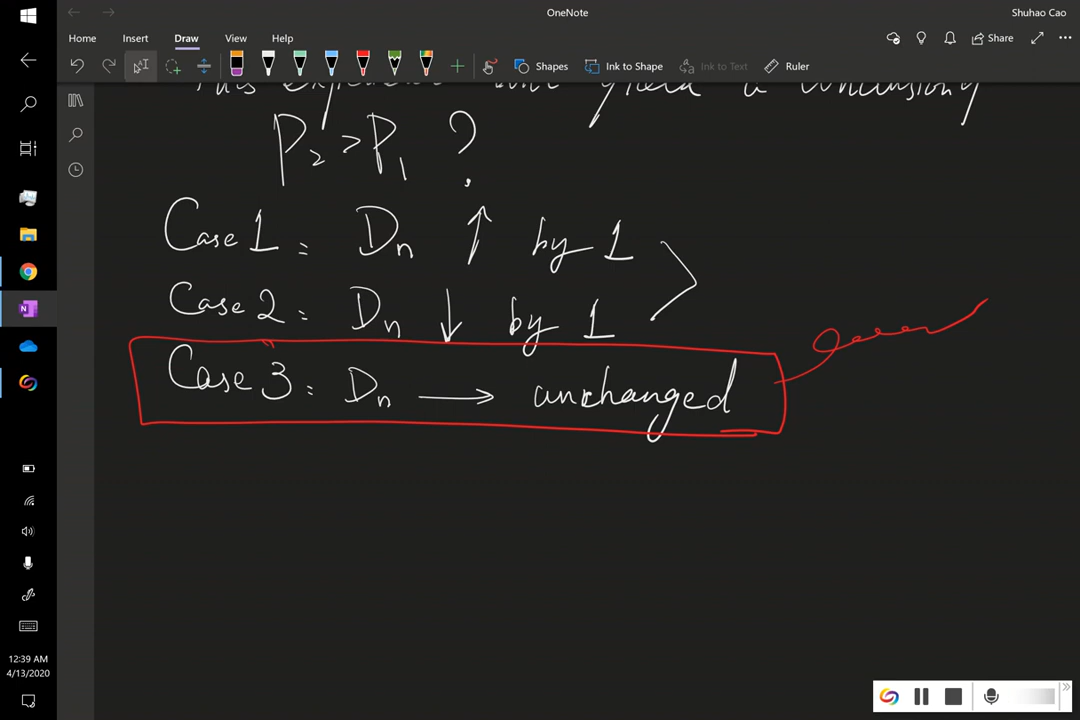 OneNote
Shuhao Cao
Home Insert Draw View Help
Share
Shapes Ink to Shape Ink to Text Ruler
This yield a
P2 > P1 ?
Case 1 : Dn ↑ by 1
Case 2 : Dn ↓ by 1
Case 3 : Dn → unchanged
12:39 AM
4/13/2020